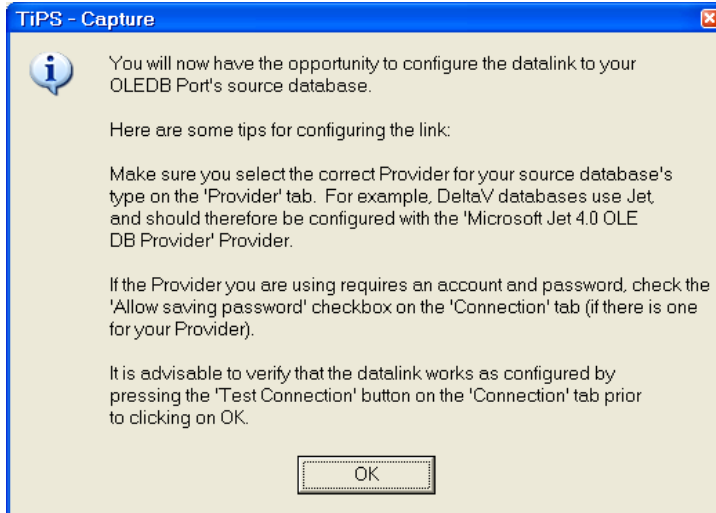 TiPS - Capture
You will now have the opportunity to configure the datalink to your
OLEDB Port's source database.
Here are some tips for configuring the link:
Make sure you select the correct Provider for your source database's
type on the 'Provider' tab.  For example, DeltaV databases use Jet,
and should therefore be configured with the 'Microsoft Jet 4.0 OLE
DB Provider' Provider.
If the Provider you are using requires an account and password, check the
'Allow saving password' checkbox on the 'Connection' tab (if there is one
for your Provider).
It is advisable to verify that the datalink works as configured by
pressing the 'Test Connection' button on the 'Connection' tab prior
to clicking on OK.
OK